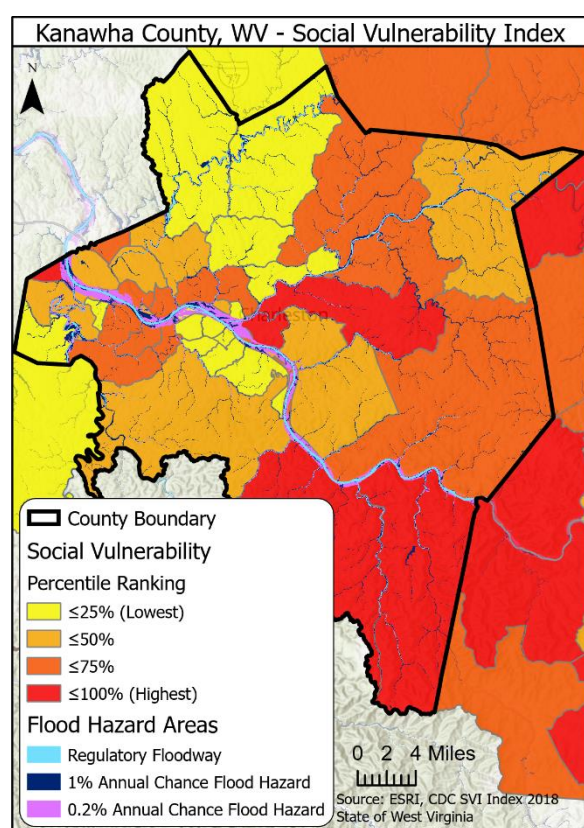 Kanawha County, WV - Social Vulnerability Index
N
77
Charleston
County Boundary
Social Vulnerability
Percentile Ranking
≤25% (Lowest)
≤50%
≤75%
≤100% (Highest)
Flood Hazard Areas
Regulatory Floodway
1% Annual Chance Flood Hazard
0.2% Annual Chance Flood Hazard
0 2 4 Miles
Source: ESRI, CDC SVI Index 2018
State of West Virginia